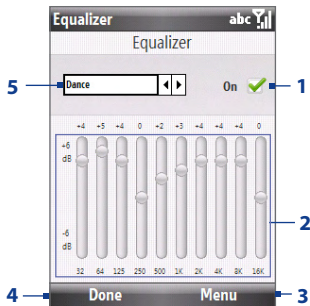 Equalizer abc
Equalizer
5 Dance On 1
+4 +5 +4 0 +2 +3 +4 +4 +4 0
+6
dB
2
-6
dB
32 64 125 250 500 1K 2K 4K 8K 16K
4 Done Menu 3